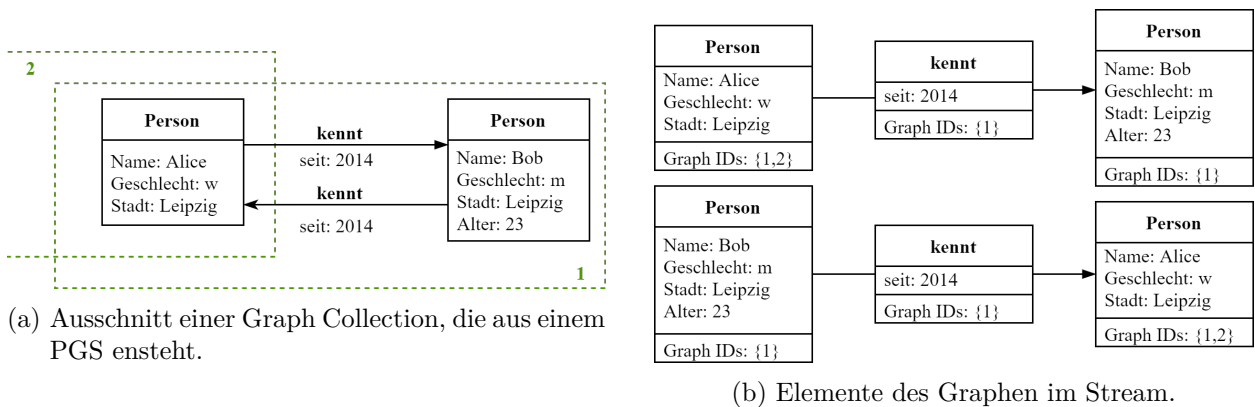 2
Person
Name: Alice
Geschlecht: w
Stadt: Leipzig
kennt
seit: 2014
kennt
seit: 2014
Person
Name: Bob
Geschlecht: m
Stadt: Leipzig
Alter: 23
1
(a) Ausschnitt einer Graph Collection, die aus einem
PGS ensteht.
Person
Name: Alice
Geschlecht: w
Stadt: Leipzig
Graph IDs: {1,2}
kennt
seit: 2014
Graph IDs: {1}
Person
Name: Bob
Geschlecht: m
Stadt: Leipzig
Alter: 23
Graph IDs: {1}
Person
Name: Bob
Geschlecht: m
Stadt: Leipzig
Alter: 23
Graph IDs: {1}
kennt
seit: 2014
Graph IDs: {1}
Person
Name: Alice
Geschlecht: w
Stadt: Leipzig
Graph IDs: {1,2}
(b) Elemente des Graphen im Stream.